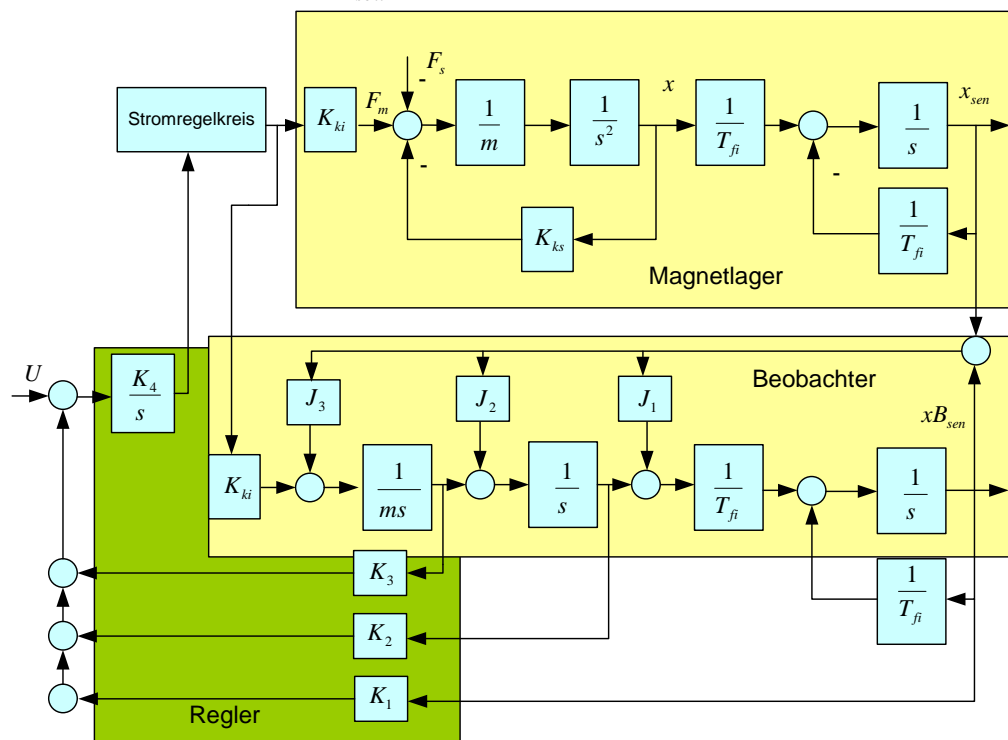 F_s
-
F_m
x
x_sen
Stromregelkreis
K_ki
1/m
1/s^2
1/T_fi
1/s
-
-
K_ks
1/T_fi
Magnetlager
U
K_4/s
J_3
J_2
J_1
Beobachter
xB_sen
K_ki
1/ms
1/s
1/T_fi
1/s
K_3
1/T_fi
K_2
K_1
Regler